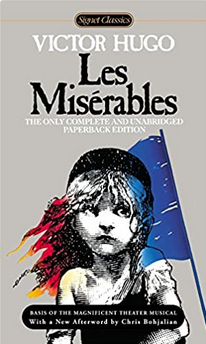 Signet Classics
VICTOR HUGO
Les
Misérables
THE ONLY COMPLETE AND UNABRIDGED
PAPERBACK EDITION
BASIS OF THE MAGNIFICENT THEATER MUSICAL
With a New Afterword by Chris Bohjalian